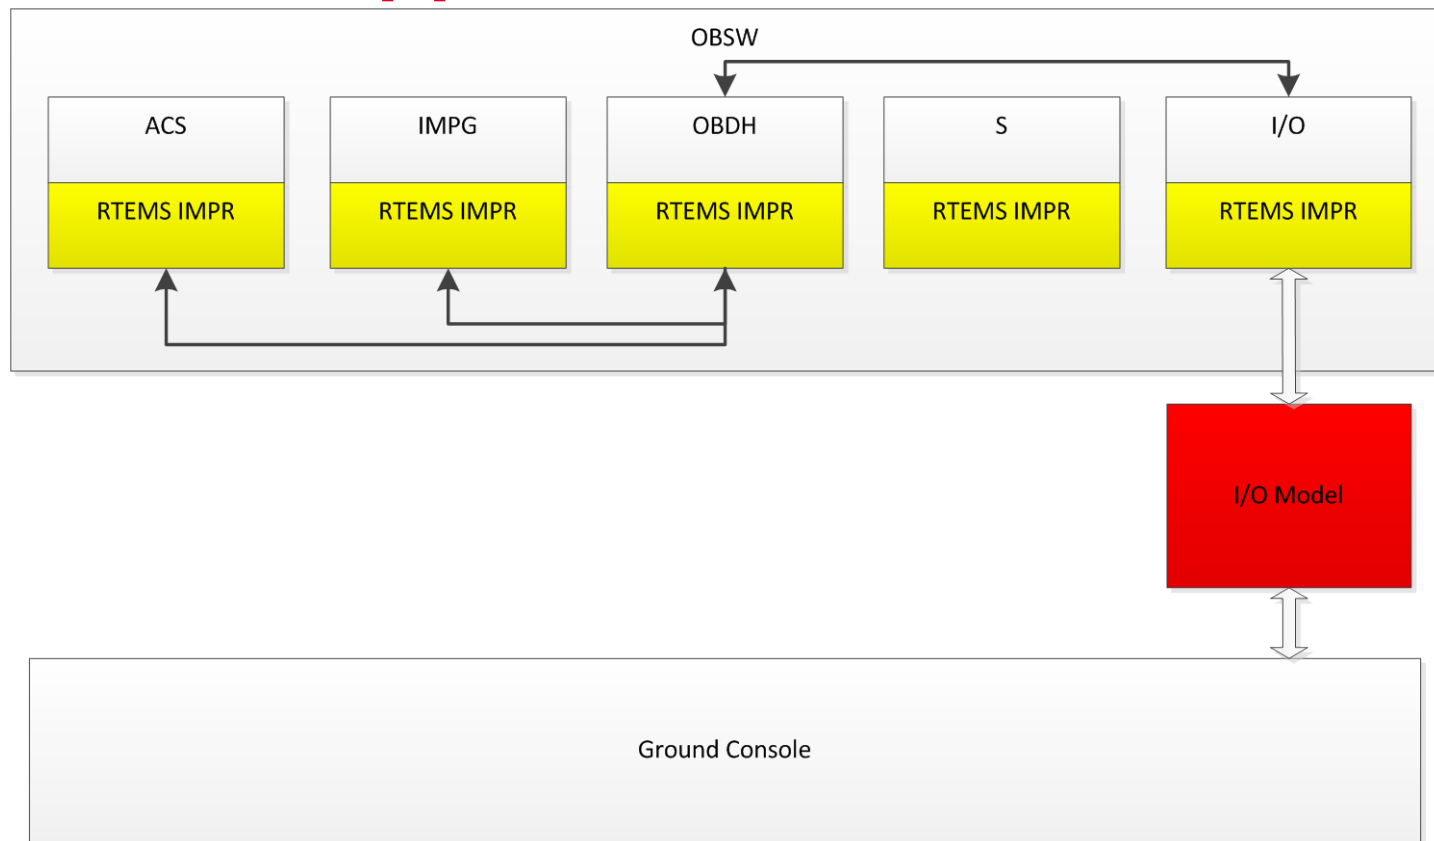 OBSW
ACS
IMPG
OBDH
S
I/O
RTEMS IMPR
RTEMS IMPR
RTEMS IMPR
RTEMS IMPR
RTEMS IMPR
I/O Model
Ground Console